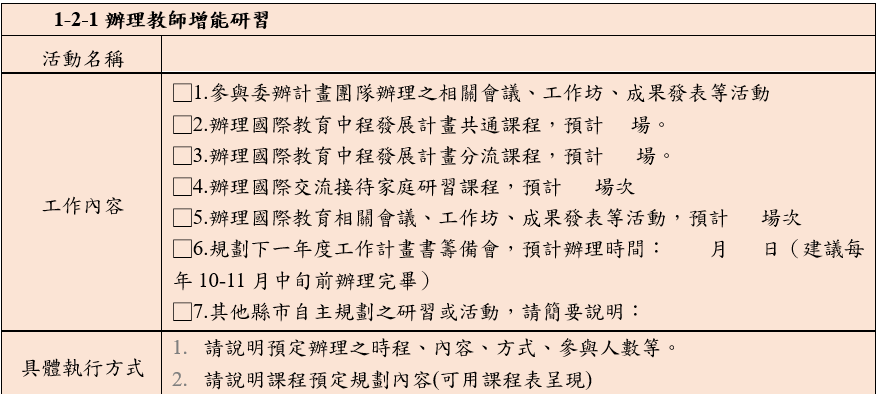 1-2-1 辦理教師增能研習
活動名稱
工作內容
□1.參與委辦計畫團隊辦理之相關會議、工作坊、成果發表等活動
□2.辦理國際教育中程發展計畫共通課程，預計　場。
□3.辦理國際教育中程發展計畫分流課程，預計　場。
□4.辦理國際交流接待家庭研習課程，預計　場次
□5.辦理國際教育相關會議、工作坊、成果發表等活動，預計　場次
□6.規劃下一年度工作計畫書籌備會，預計辦理時間：　　月　日（建議每
年 10-11 月中旬前辦理完畢）
□7.其他縣市自主規劃之研習或活動，請簡要說明：
具體執行方式
1. 請說明預定辦理之時程、內容、方式、參與人數等。
2. 請說明課程預定規劃內容(可用課程表呈現)